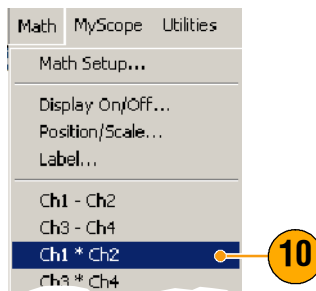 Math MyScope Utilities
Math Setup...
Display On/Off...
Position/Scale...
Label...
Ch1 - Ch2
Ch3 - Ch4
Ch1 * Ch2
10
Ch3 * Ch4